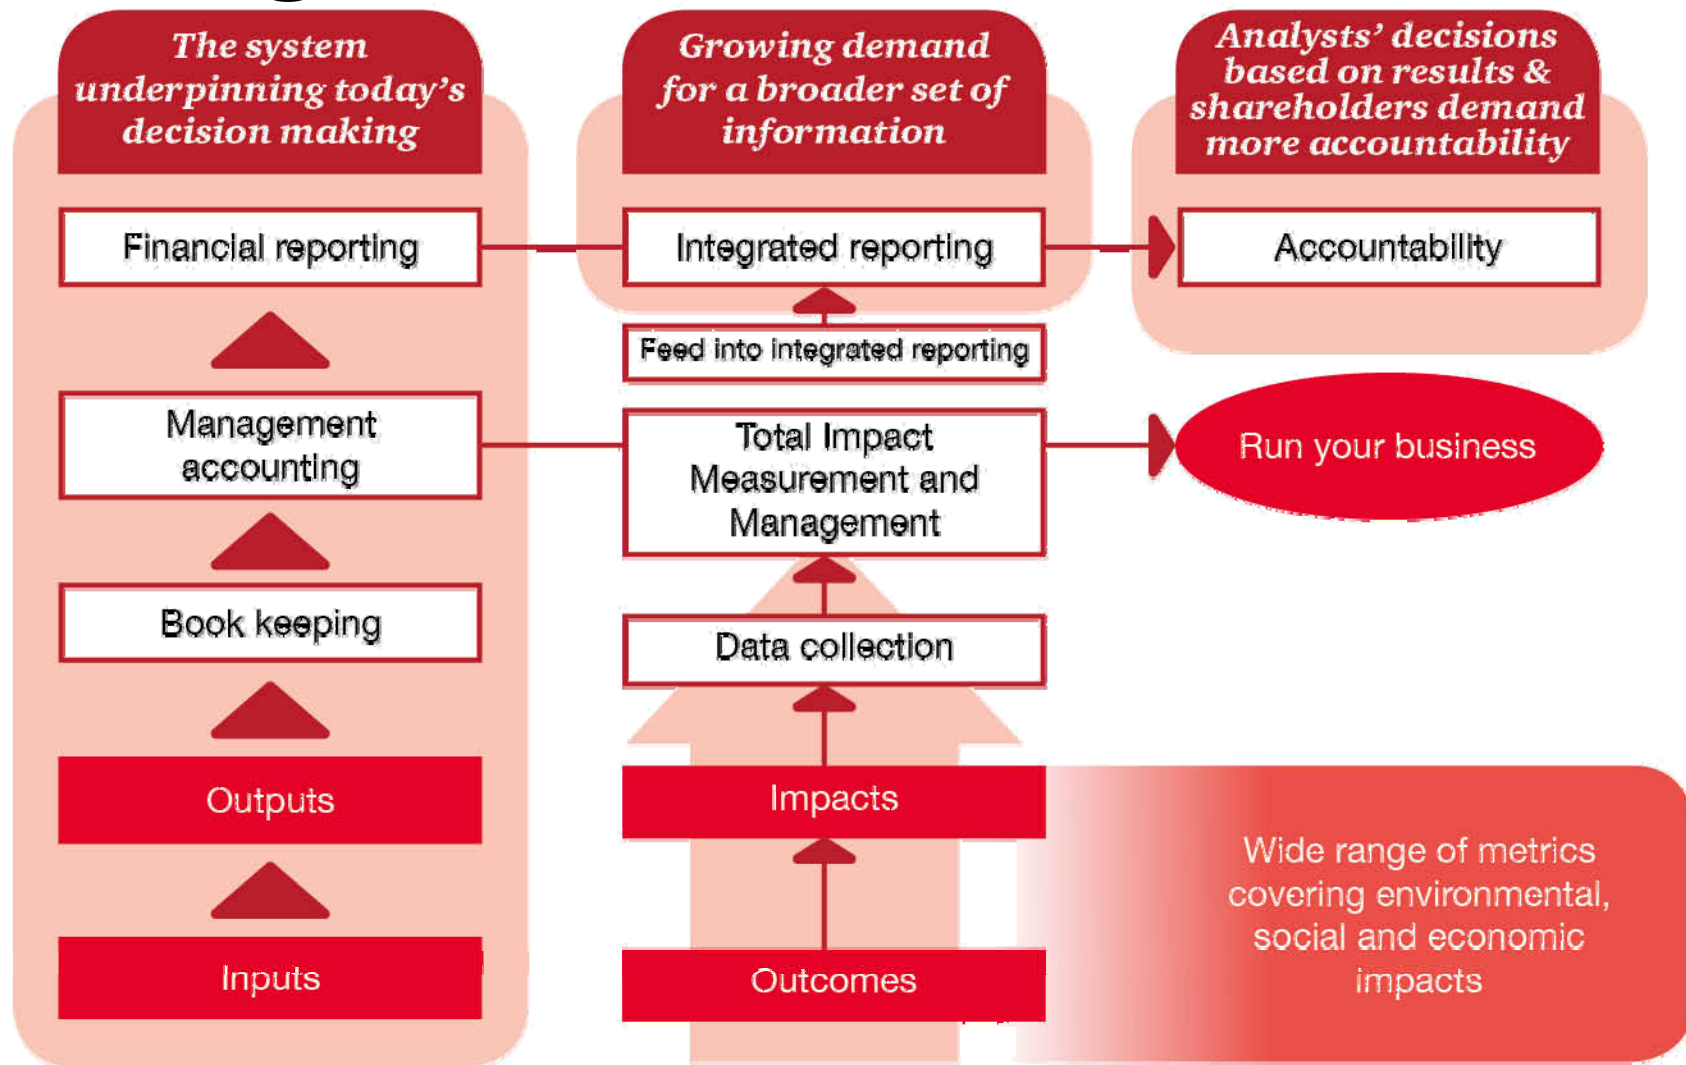 The system
underpinning today's
decision making
Financial reporting
Management
accounting
Book keeping
Outputs
Inputs
Growing demand
for a broader set of
information
Integrated reporting
Feed into integrated reporting
Total Impact
Measurement and
Management
Data collection
Impacts
Outcomes
Analysts' decisions
based on results &
shareholders demand
more accountability
Accountability
Run your business
Wide range of metrics
covering environmental,
social and economic
impacts